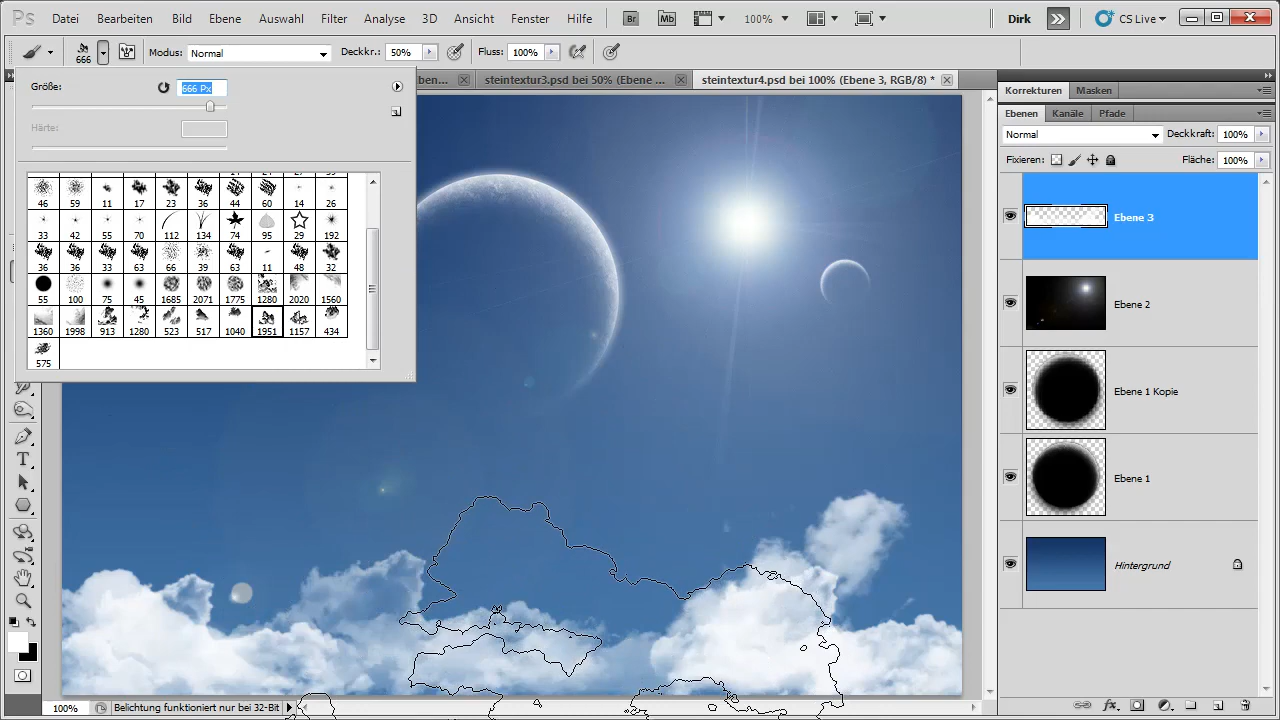 Ps Datei Bearbeiten Bild Ebene Auswahl Filter Analyse 3D Ansicht Fenster Hilfe Br Mb 100% Dirk CS Live
666 Modus: Normal Deckkr.: 50% Fluss: 100%
steintextur3.psd bei 50% (Ebene ... steintextur4.psd bei 100% (Ebene 3, RGB/8) *
Größe: 666 Px
Härte:
46 59 11 17 23 36 44 60 14 26
33 42 55 70 112 134 74 95 29 192
36 36 33 63 66 39 63 11 48 32
55 100 75 45 1685 2071 1775 1280 2020 1560
1360 1998 913 1280 523 517 1040 1951 1157 434
575
Korrekturen Masken
Ebenen Kanäle Pfade
Normal Deckkraft: 100%
Fixieren: Fläche: 100%
Ebene 3
Ebene 2
Ebene 1 Kopie
Ebene 1
Hintergrund
100% Belichtung funktioniert nur bei 32-Bit